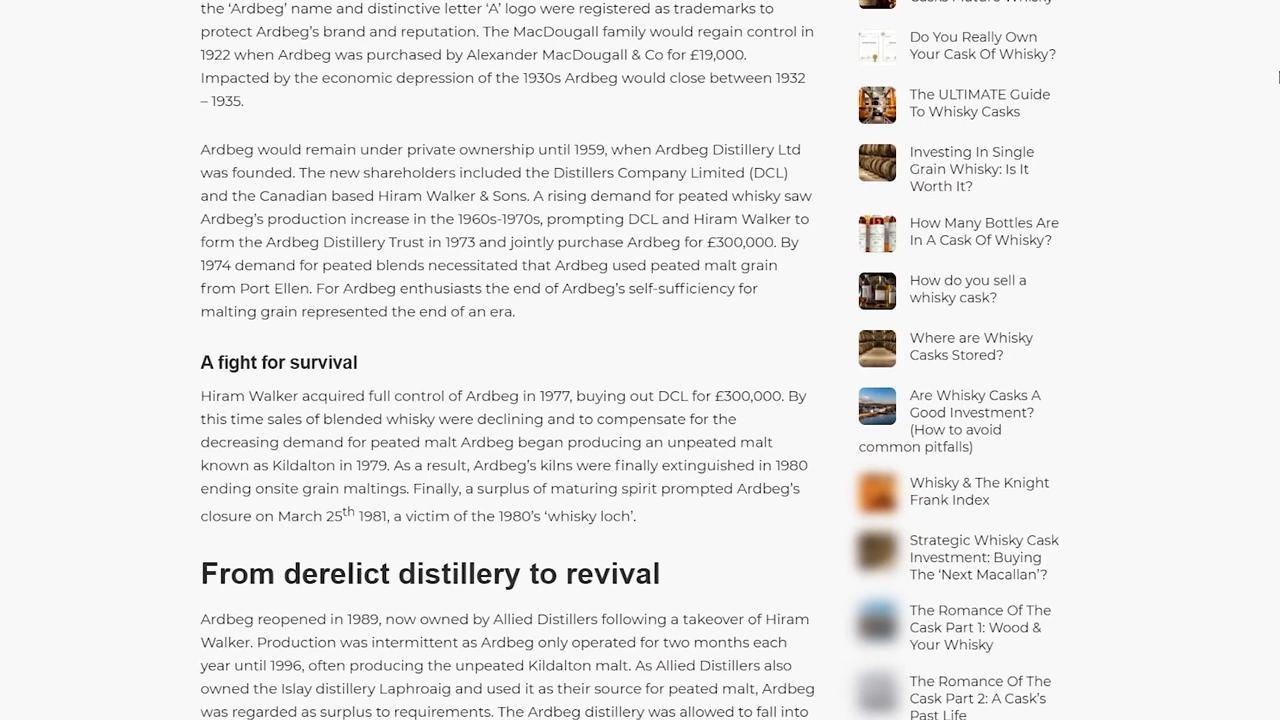 the ‘Ardbeg’ name and distinctive letter ‘A’ logo were registered as trademarks to
protect Ardbeg’s brand and reputation. The MacDougall family would regain control in
1922 when Ardbeg was purchased by Alexander MacDougall & Co for £19,000.
Impacted by the economic depression of the 1930s Ardbeg would close between 1932
– 1935.
Ardbeg would remain under private ownership until 1959, when Ardbeg Distillery Ltd
was founded. The new shareholders included the Distillers Company Limited (DCL)
and the Canadian based Hiram Walker & Sons. A rising demand for peated whisky saw
Ardbeg’s production increase in the 1960s-1970s, prompting DCL and Hiram Walker to
form the Ardbeg Distillery Trust in 1973 and jointly purchase Ardbeg for £300,000. By
1974 demand for peated blends necessitated that Ardbeg used peated malt grain
from Port Ellen. For Ardbeg enthusiasts the end of Ardbeg’s self-sufficiency for
malting grain represented the end of an era.
A fight for survival
Hiram Walker acquired full control of Ardbeg in 1977, buying out DCL for £300,000. By
this time sales of blended whisky were declining and to compensate for the
decreasing demand for peated malt Ardbeg began producing an unpeated malt
known as Kildalton in 1979. As a result, Ardbeg’s kilns were finally extinguished in 1980
ending onsite grain maltings. Finally, a surplus of maturing spirit prompted Ardbeg’s
closure on March 25th 1981, a victim of the 1980’s ‘whisky loch’.
From derelict distillery to revival
Ardbeg reopened in 1989, now owned by Allied Distillers following a takeover of Hiram
Walker. Production was intermittent as Ardbeg only operated for two months each
year until 1996, often producing the unpeated Kildalton malt. As Allied Distillers also
owned the Islay distillery Laphroaig and used it as their source for peated malt, Ardbeg
was regarded as surplus to requirements. The Ardbeg distillery was allowed to fall into
Casks Mature Whisky
Do You Really Own
Your Cask Of Whisky?
The ULTIMATE Guide
To Whisky Casks
Investing In Single
Grain Whisky: Is It
Worth It?
How Many Bottles Are
In A Cask Of Whisky?
How do you sell a
whisky cask?
Where are Whisky
Casks Stored?
Are Whisky Casks A
Good Investment?
(How to avoid
common pitfalls)
Whisky & The Knight
Frank Index
Strategic Whisky Cask
Investment: Buying
The ‘Next Macallan’?
The Romance Of The
Cask Part 1: Wood &
Your Whisky
The Romance Of The
Cask Part 2: A Cask’s
Past Life